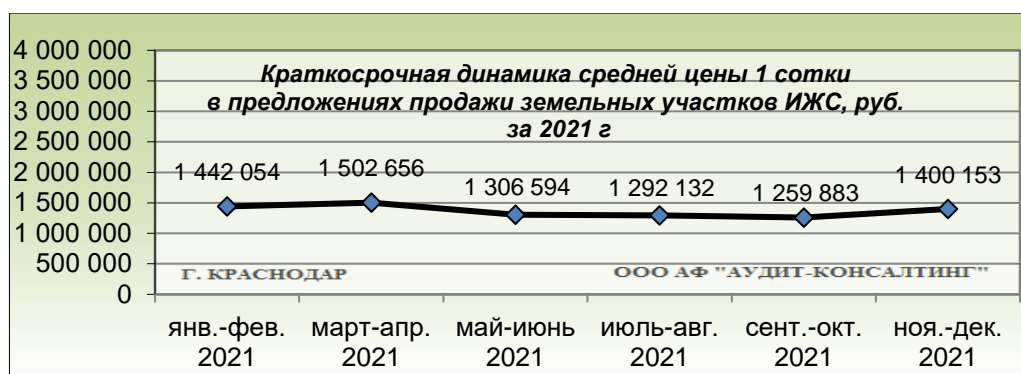 Краткосрочная динамика средней цены 1 сотки
в предложениях продажи земельных участков ИЖС, руб.
за 2021 г
4 000 000
3 500 000
3 000 000
2 500 000
2 000 000
1 500 000
1 000 000
500 000
0
1 442 054
1 502 656
1 306 594
1 292 132
1 259 883
1 400 153
Г. КРАСНОДАР
ООО АФ "АУДИТ-КОНСАЛТИНГ"
янв.-фев.
2021
март-апр.
2021
май-июнь
2021
июль-авг.
2021
сент.-окт.
2021
ноя.-дек.
2021